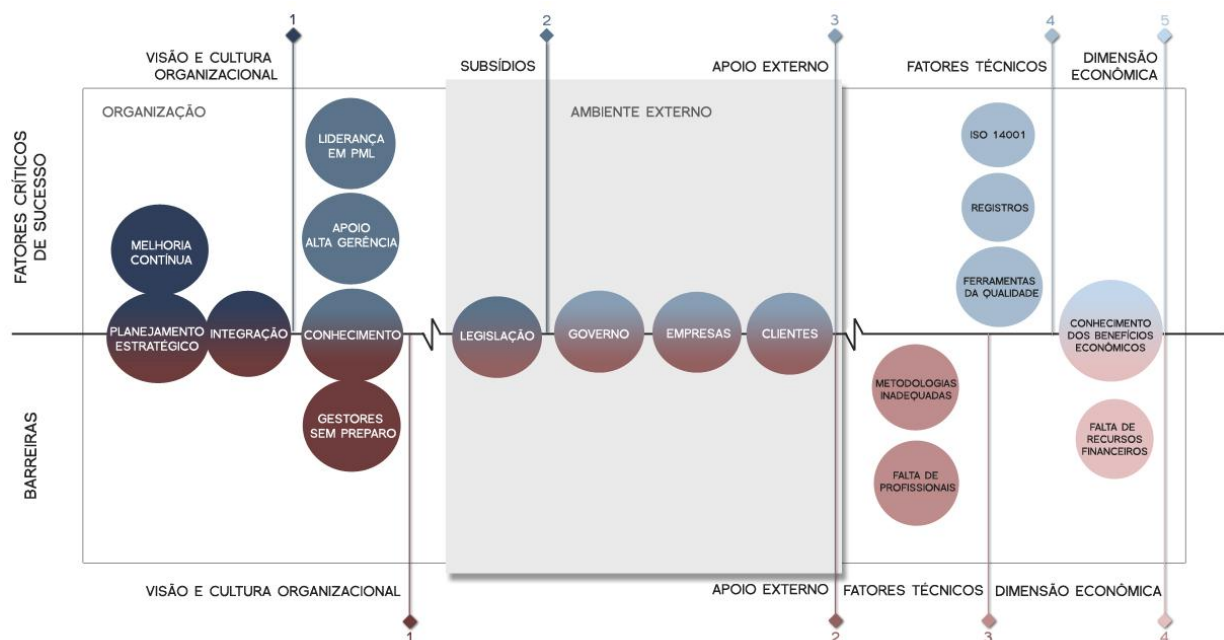 1
2
3
4
5
VISÃO E CULTURA
ORGANIZACIONAL
SUBSÍDIOS
APOIO EXTERNO
FATORES TÉCNICOS
DIMENSÃO
ECONÔMICA
FATORES CRÍTICOS
DE SUCESSO
BARREIRAS
ORGANIZAÇÃO
AMBIENTE EXTERNO
LIDERANÇA
EM PML
APOIO
ALTA GERÊNCIA
MELHORIA
CONTÍNUA
PLANEJAMENTO
ESTRATÉGICO
INTEGRAÇÃO
CONHECIMENTO
GESTORES
SEM PREPARO
LEGISLAÇÃO
GOVERNO
EMPRESAS
CLIENTES
ISO 14001
REGISTROS
FERRAMENTAS
DA QUALIDADE
METODOLOGIAS
INADEQUADAS
FALTA DE
PROFISSIONAIS
CONHECIMENTO
DOS BENEFÍCIOS
ECONÔMICOS
FALTA DE
RECURSOS
FINANCEIROS
VISÃO E CULTURA ORGANIZACIONAL
APOIO EXTERNO
FATORES TÉCNICOS
DIMENSÃO ECONÔMICA
1
2
3
4